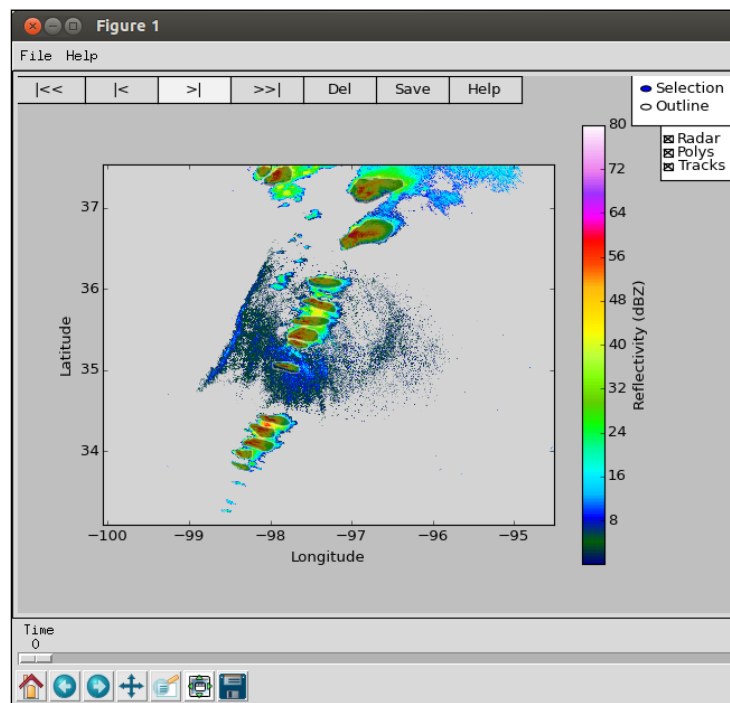 Figure 1
File Help
|<< |< >| >>| Del Save Help
Selection
Outline
Radar
Polys
Tracks
80
72
64
56
48
40
32
24
16
8
Reflectivity (dBZ)
37
36
35
34
Latitude
−100 −99 −98 −97 −96 −95
Longitude
Time
0